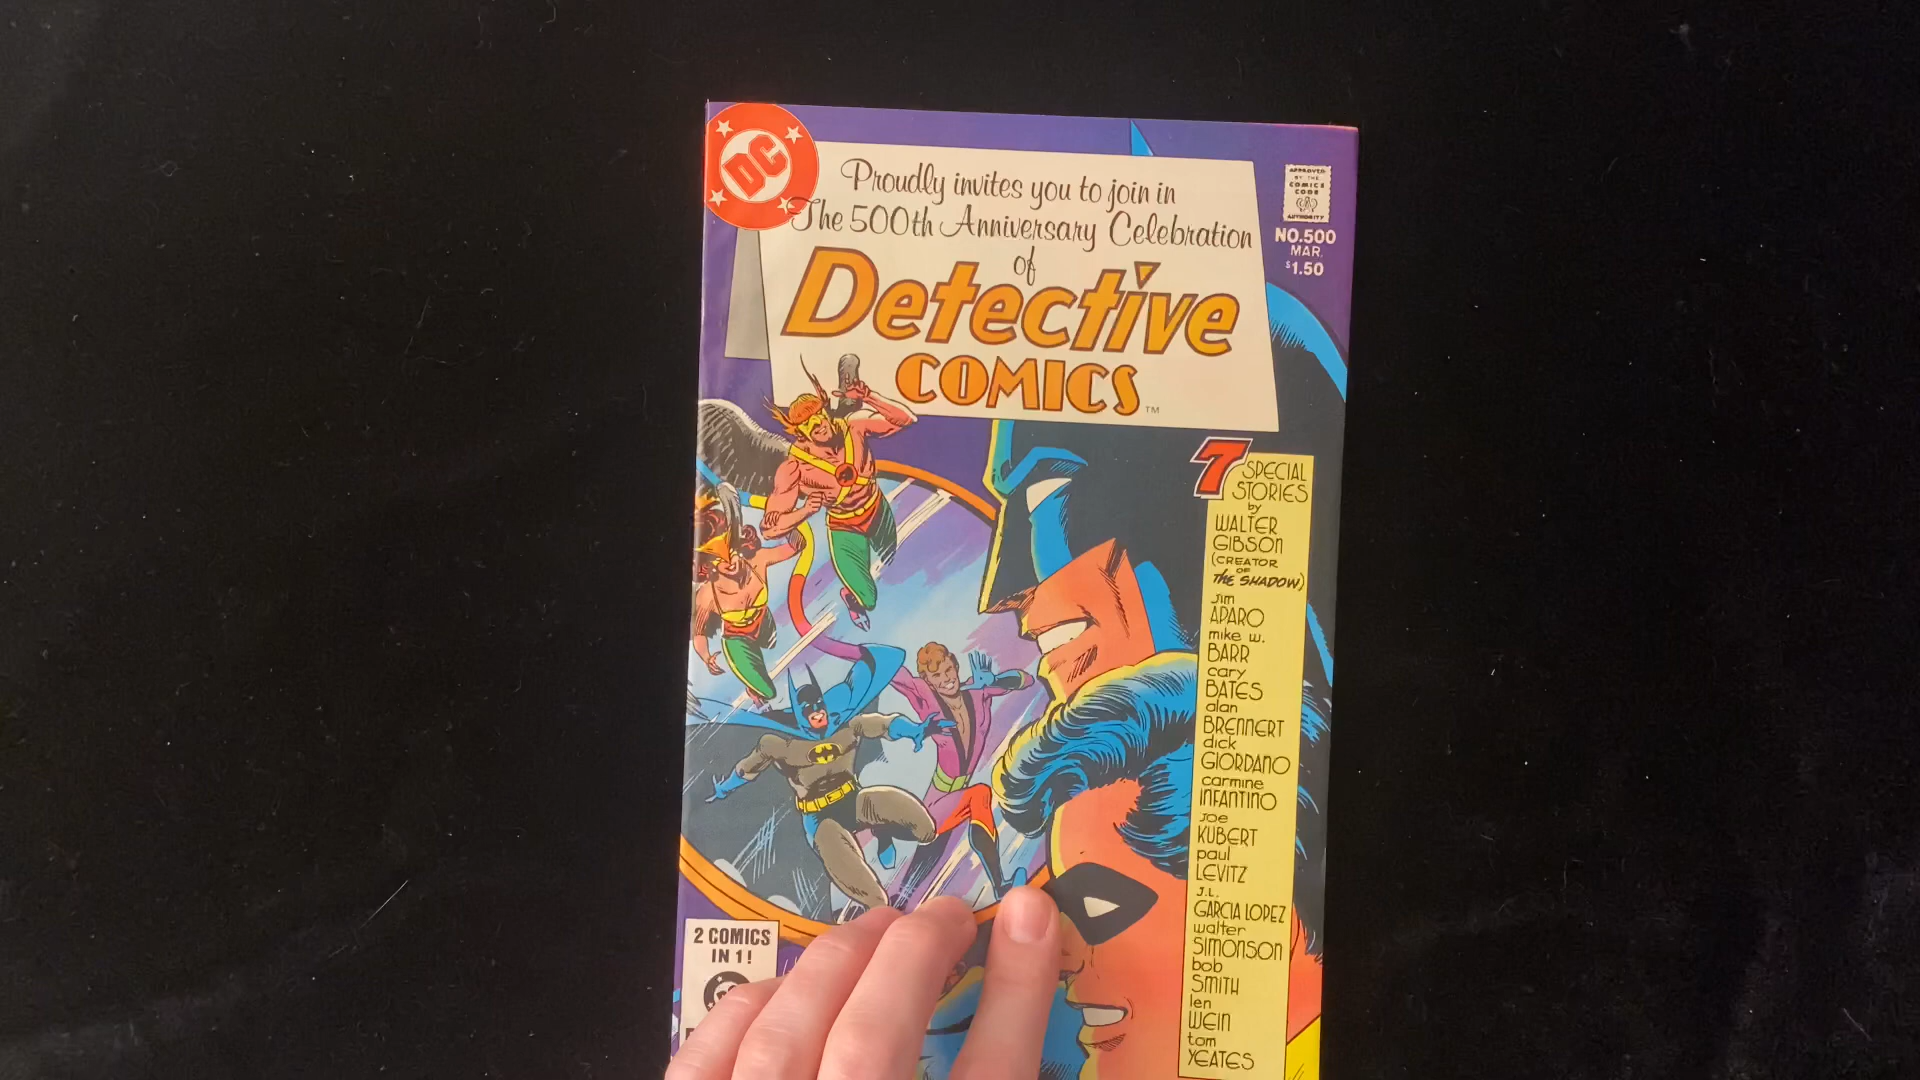 DC
Proudly invites you to join in
The 500th Anniversary Celebration
of
Detective
COMICS™
APPROVED
BY THE
COMICS
CODE
AUTHORITY
NO.500
MAR.
$1.50
7 SPECIAL
STORIES
by
WALTER
GIBSON
(CREATOR
OF
THE SHADOW)
Jim
APARO
mike w.
BARR
cary
BATES
alan
BRENNERT
dick
GIORDANO
carmine
INFANTINO
Joe
KUBERT
paul
LEVITZ
J.L.
GARCIA LOPEZ
walter
SIMONSON
bob
SMITH
len
WEIN
tom
YEATES
2 COMICS
IN 1!